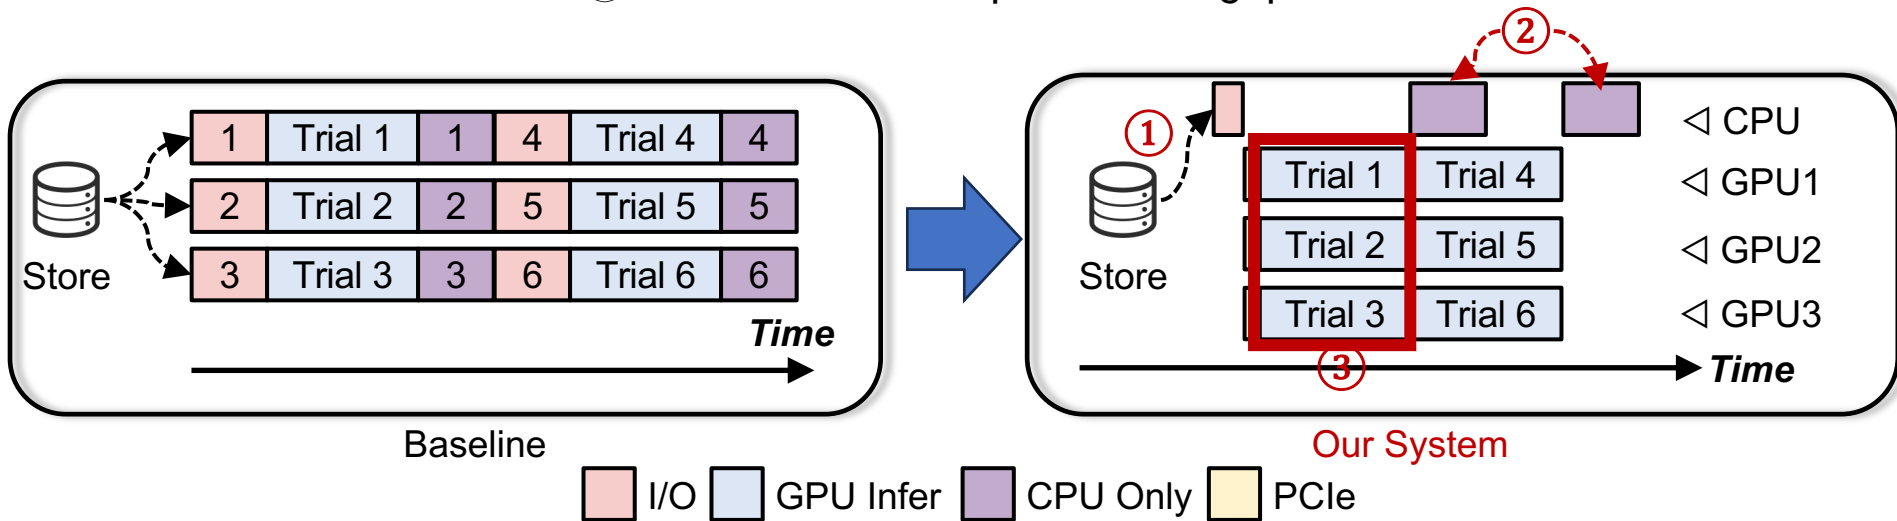 ②
①
1 Trial 1 1 4 Trial 4 4
2 Trial 2 2 5 Trial 5 5
3 Trial 3 3 6 Trial 6 6
Store
Time
Baseline
◁ CPU
Trial 1 Trial 4 ◁ GPU1
Trial 2 Trial 5 ◁ GPU2
Trial 3 Trial 6 ◁ GPU3
Store
③
Time
Our System
I/O GPU Infer CPU Only PCIe